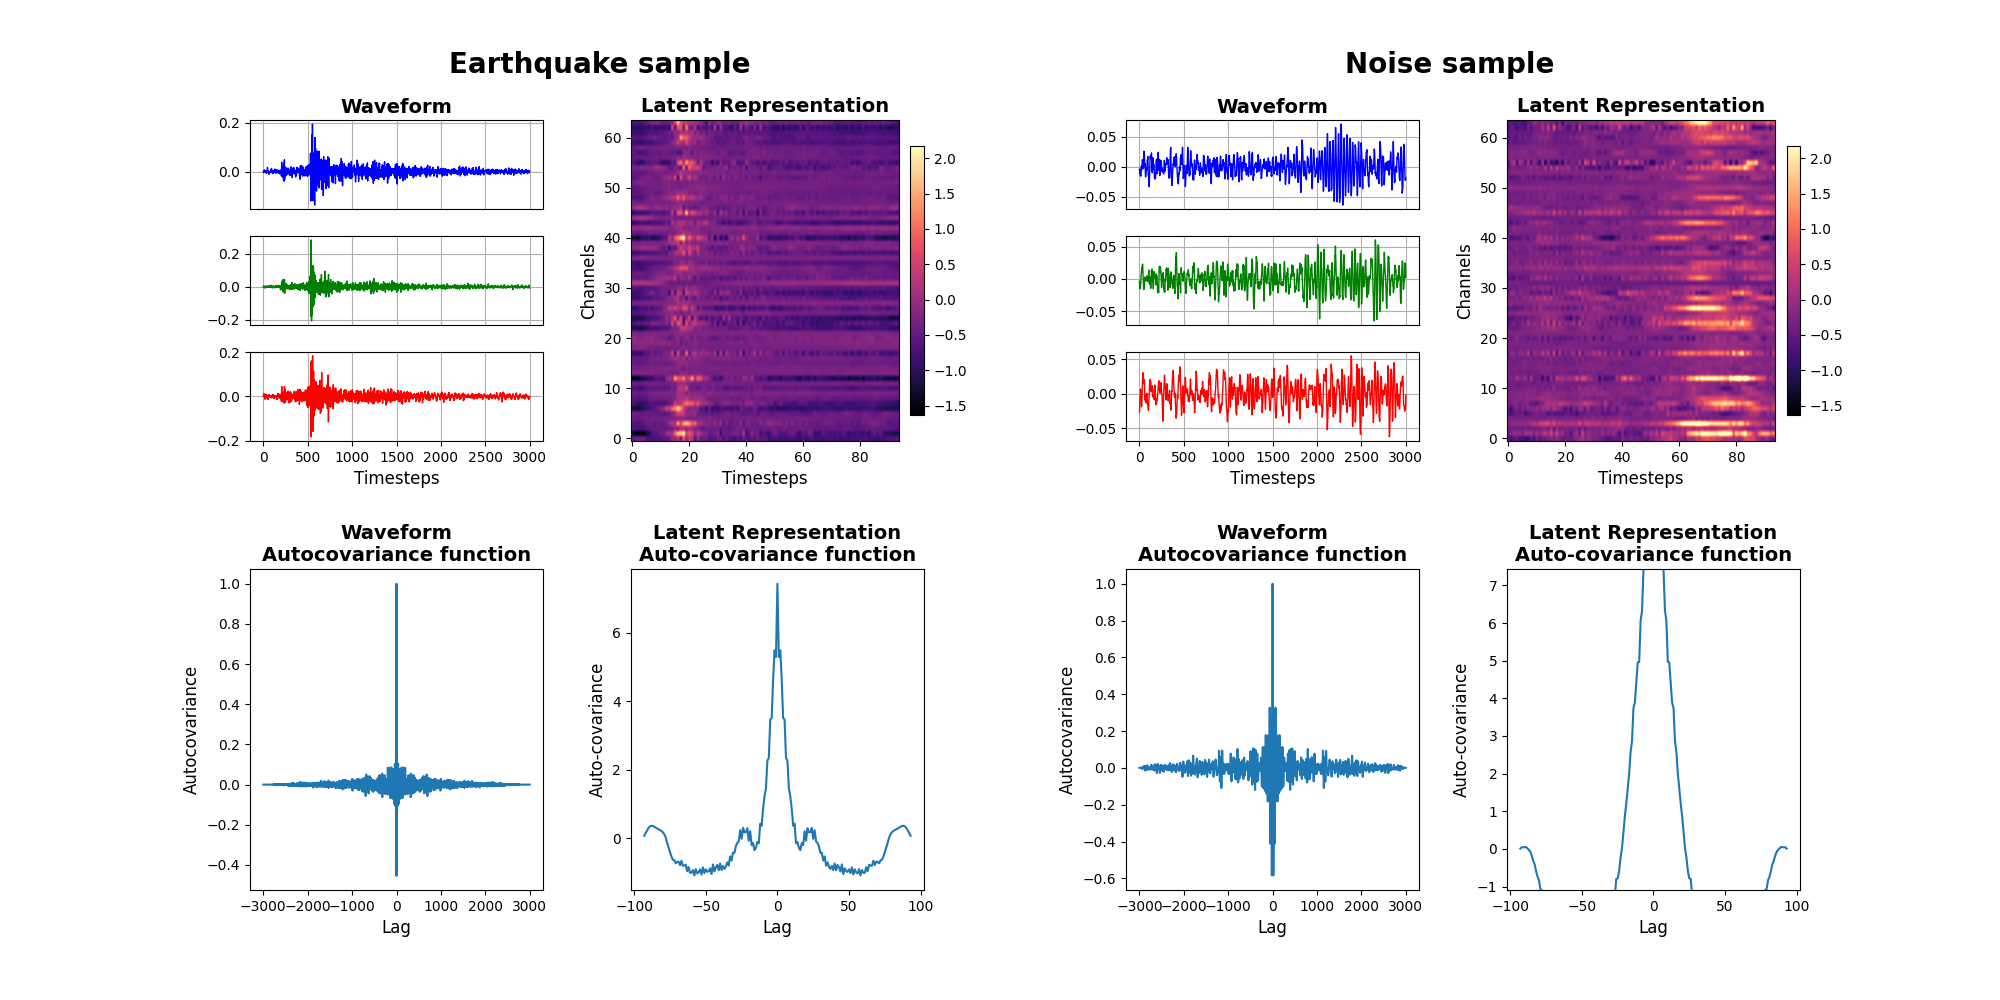 Earthquake sample
Noise sample
Waveform
Latent Representation
Waveform
Latent Representation
0.2
0.0
0.2
0.0
−0.2
0.2
0.0
−0.2
0 500 1000 1500 2000 2500 3000
Timesteps
Channels
60
50
40
30
20
10
0
0 20 40 60 80
Timesteps
2.0
1.5
1.0
0.5
0.0
−0.5
−1.0
−1.5
0.05
0.00
−0.05
0.05
0.00
−0.05
0.05
0.00
−0.05
0 500 1000 1500 2000 2500 3000
Timesteps
Channels
60
50
40
30
20
10
0
0 20 40 60 80
Timesteps
2.0
1.5
1.0
0.5
0.0
−0.5
−1.0
−1.5
Waveform
Autocovariance function
Autocovariance
1.0
0.8
0.6
0.4
0.2
0.0
−0.2
−0.4
−3000 −2000 −1000 0 1000 2000 3000
Lag
Latent Representation
Auto-covariance function
Auto-covariance
6
4
2
0
−100 −50 0 50 100
Lag
Waveform
Autocovariance function
Autocovariance
1.0
0.8
0.6
0.4
0.2
0.0
−0.2
−0.4
−0.6
−3000 −2000 −1000 0 1000 2000 3000
Lag
Latent Representation
Auto-covariance function
Auto-covariance
7
6
5
4
3
2
1
0
−1
−100 −50 0 50 100
Lag